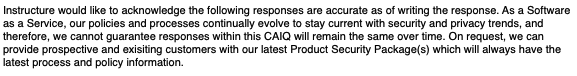 Instructure would like to acknowledge the following responses are accurate as of writing the response. As a Software
as a Service, our policies and processes continually evolve to stay current with security and privacy trends, and
therefore, we cannot guarantee responses within this CAIQ will remain the same over time. On request, we can
provide prospective and exisiting customers with our latest Product Security Package(s) which will always have the
latest process and policy information.